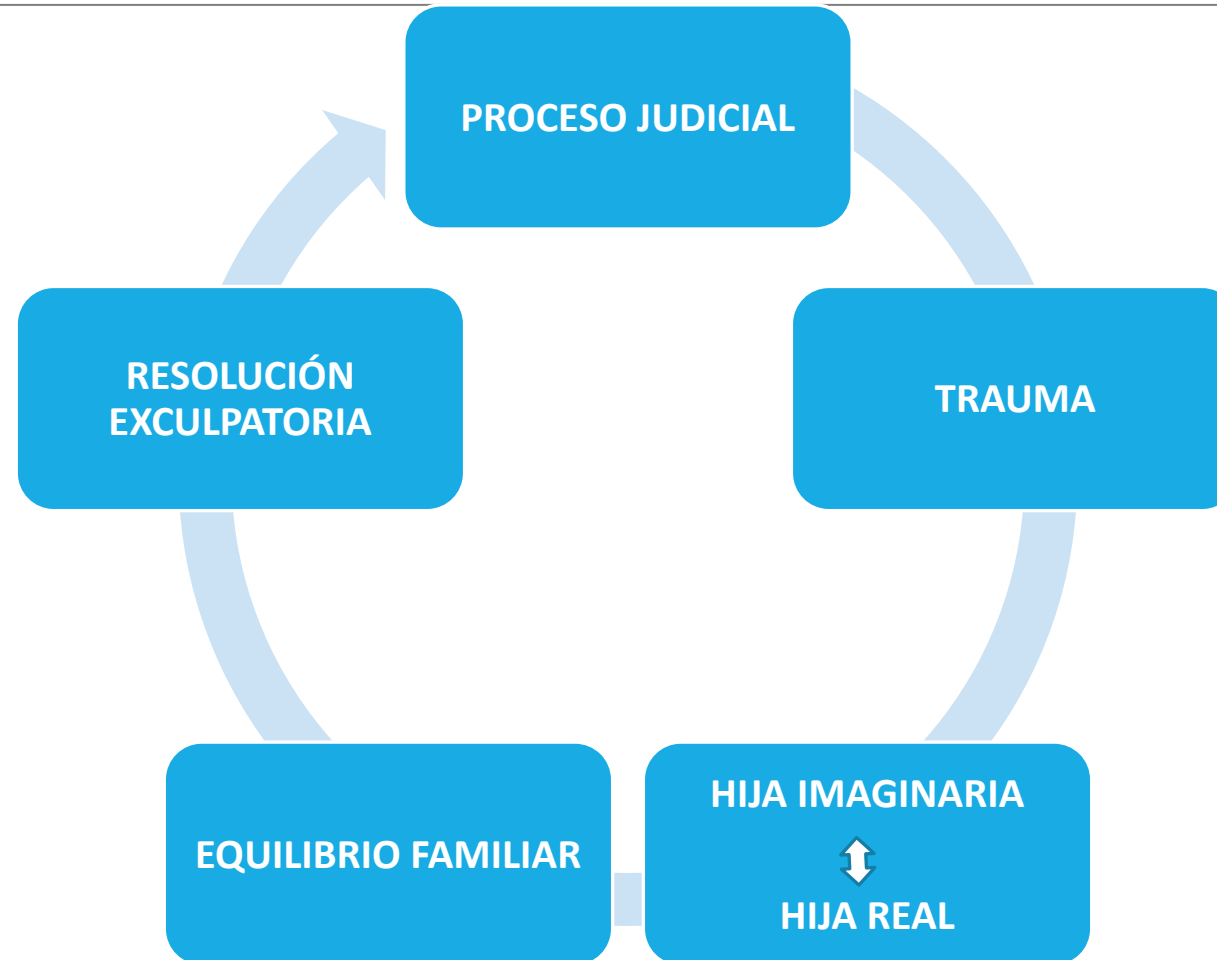 PROCESO JUDICIAL
TRAUMA
HIJA IMAGINARIA
HIJA REAL
EQUILIBRIO FAMILIAR
RESOLUCIÓN
EXCULPATORIA